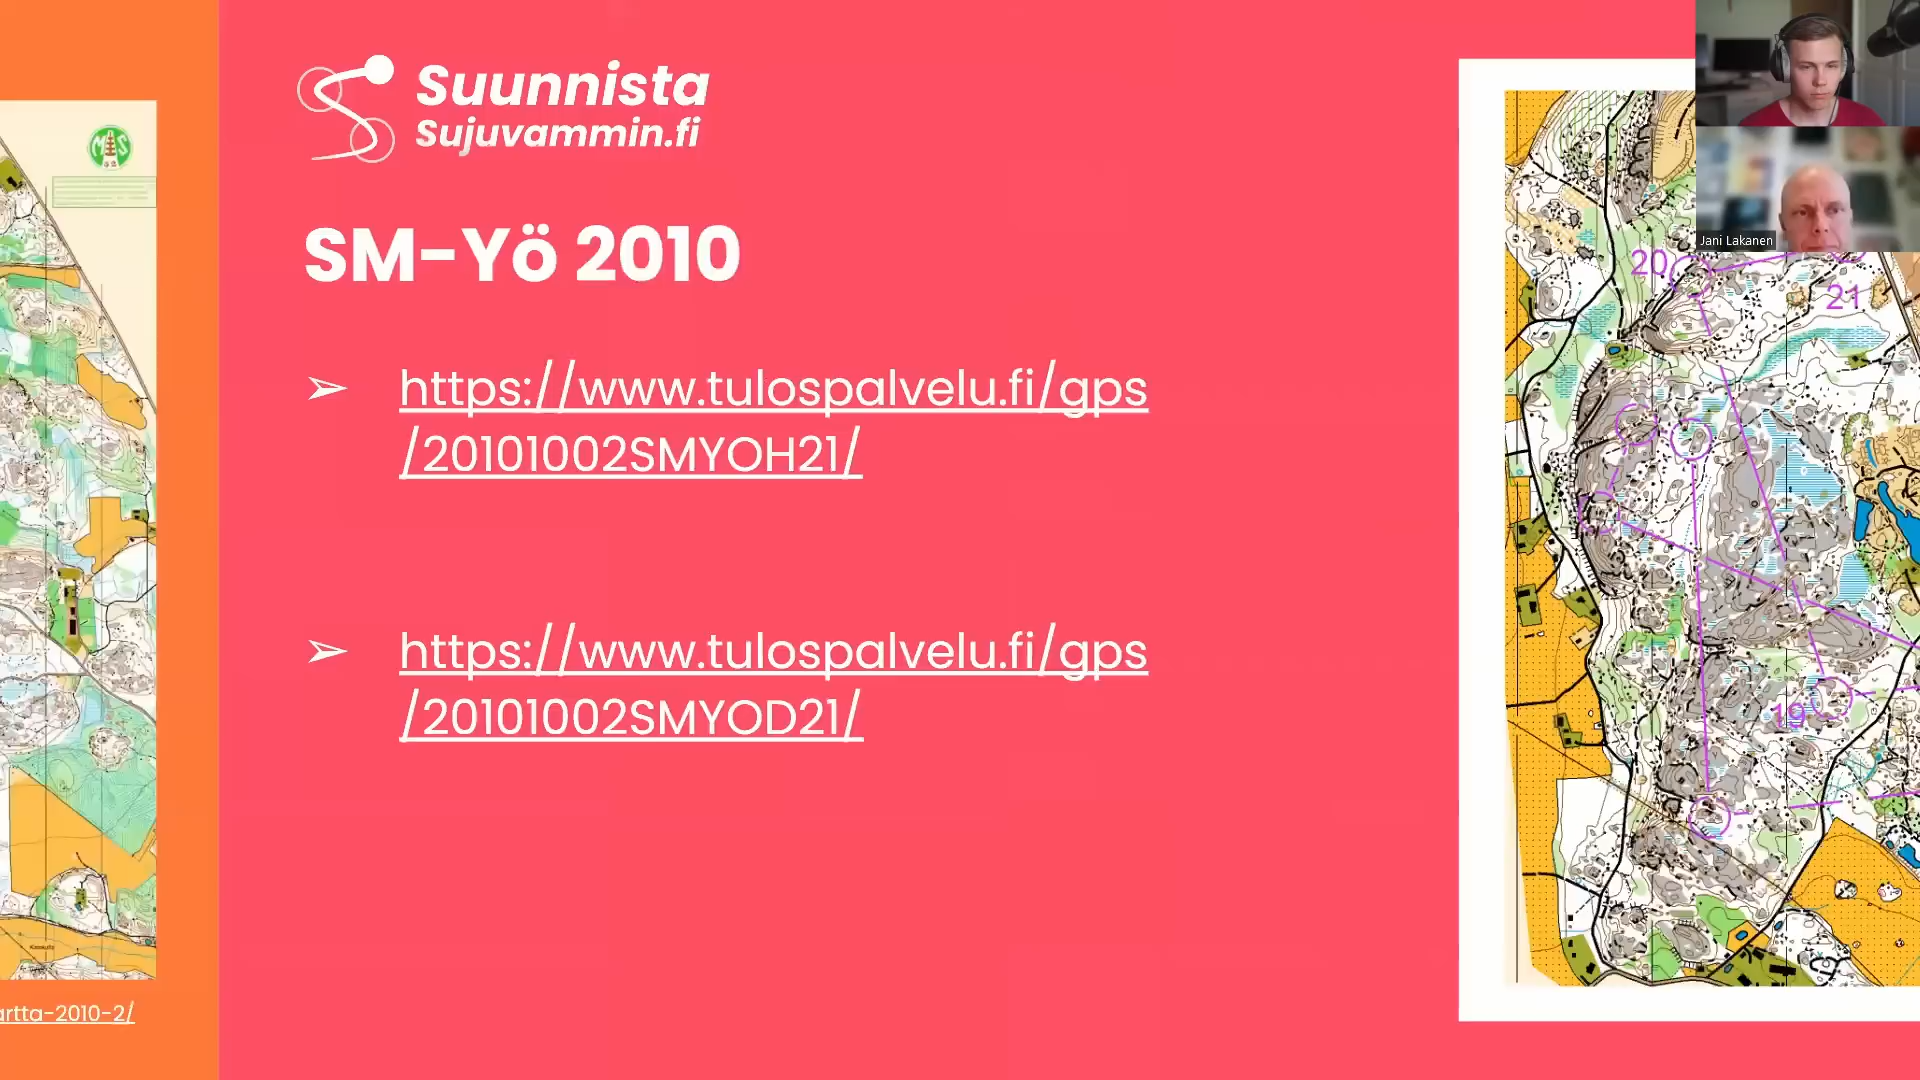 Suunnista
Sujuvammin.fi
SM-Yö 2010
➢ https://www.tulospalvelu.fi/gps
/20101002SMYOH21/
➢ https://www.tulospalvelu.fi/gps
/20101002SMYOD21/
artta-2010-2/
MS
Jani Lakanen
20
21
19